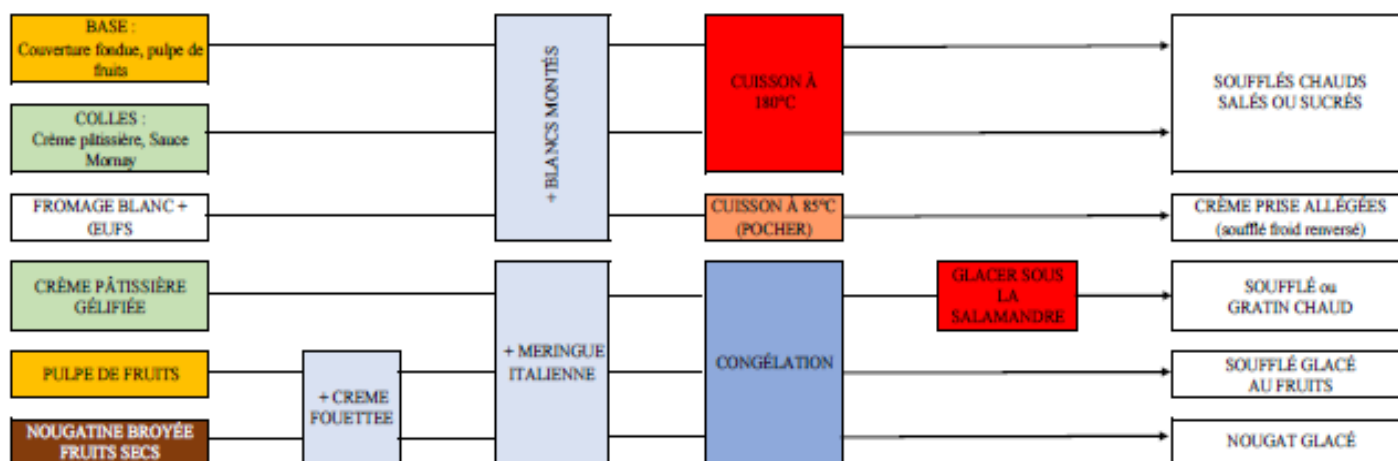 BASE :
Couverture fondue, pulpe de
fruits
COLLES :
Crème pâtissière, Sauce
Mornay
FROMAGE BLANC +
ŒUFS
CRÈME PÂTISSIÈRE
GÉLIFIÉE
PULPE DE FRUITS
NOUGATINE BROYÉE
FRUITS SECS
+ CREME
FOUETTEE
+ BLANCS MONTÉS
+ MERINGUE
ITALIENNE
CUISSON À
180°C
CUISSON À 85°C
(POCHER)
CONGÉLATION
GLACER SOUS
LA
SALAMANDRE
SOUFFLÉS CHAUDS
SALÉS OU SUCRÉS
CRÈME PRISE ALLÉGÉES
(soufflé froid renversé)
SOUFFLÉ ou
GRATIN CHAUD
SOUFFLÉ GLACÉ
AU FRUITS
NOUGAT GLACÉ